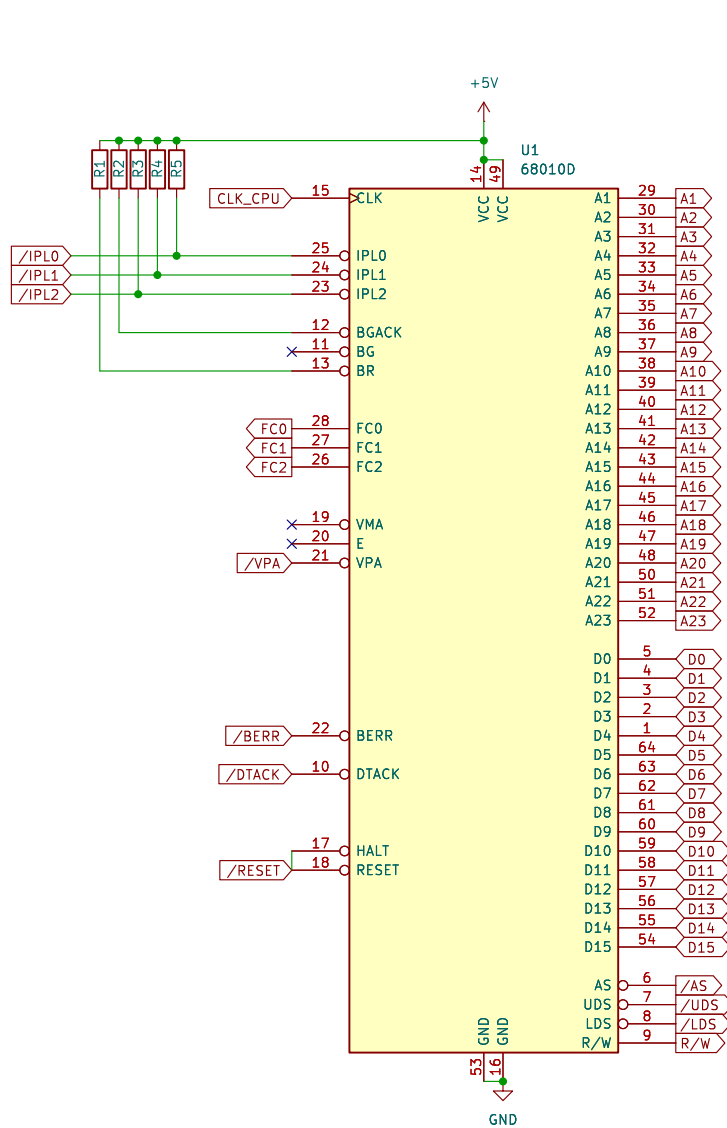 +5V
U1
68010D
R1 R2 R3 R4 R5
14 49
VCC VCC
CLK_CPU 15 CLK A1 29 A1
A2 30 A2
A3 31 A3
/IPL0 25 IPL0 A4 32 A4
/IPL1 24 IPL1 A5 33 A5
/IPL2 23 IPL2 A6 34 A6
A7 35 A7
12 BGACK A8 36 A8
11 BG A9 37 A9
13 BR A10 38 A10
A11 39 A11
A12 40 A12
FC0 28 FC0 A13 41 A13
FC1 27 FC1 A14 42 A14
FC2 26 FC2 A15 43 A15
A16 44 A16
A17 45 A17
19 VMA A18 46 A18
20 E A19 47 A19
/VPA 21 VPA A20 48 A20
A21 50 A21
A22 51 A22
A23 52 A23
D0 5 D0
D1 4 D1
D2 3 D2
D3 2 D3
/BERR 22 BERR D4 1 D4
D5 64 D5
/DTACK 10 DTACK D6 63 D6
D7 62 D7
D8 61 D8
D9 60 D9
17 HALT D10 59 D10
/RESET 18 RESET D11 58 D11
D12 57 D12
D13 56 D13
D14 55 D14
D15 54 D15
AS 6 /AS
UDS 7 /UDS
LDS 8 /LDS
R/W 9 R/W
GND GND
53 16
GND